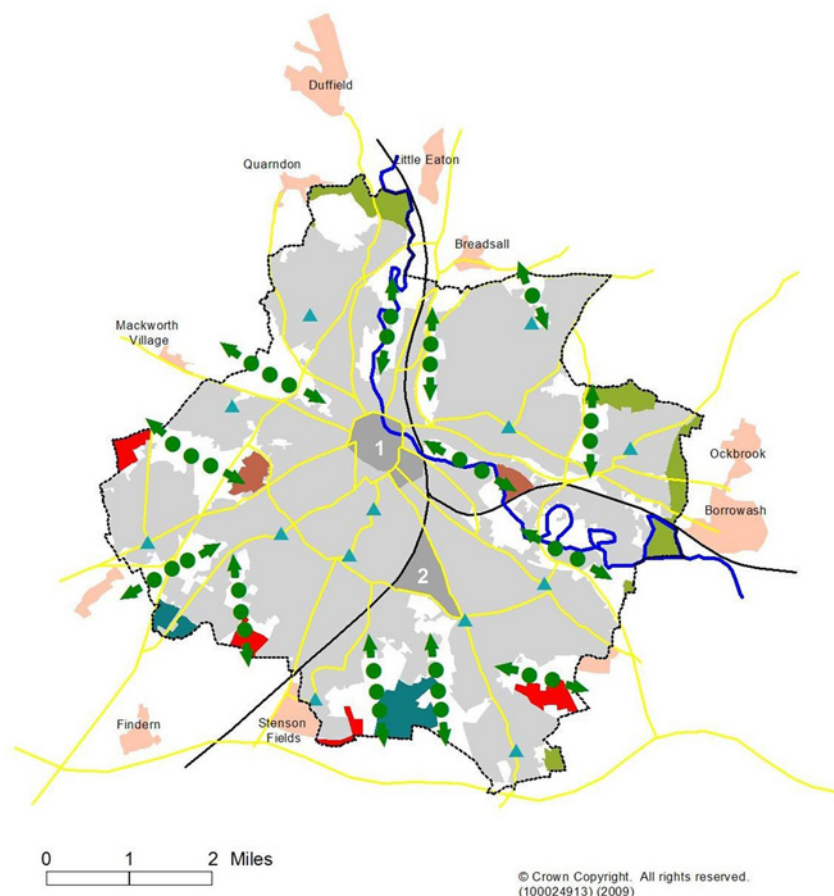 Duffield
Quarndon
Little Eaton
Breadsall
Mackworth
Village
1
Ockbrook
Borrowash
2
Findern
Stenson
Fields
0 1 2 Miles
© Crown Copyright. All rights reserved.
(100024913) (2009)